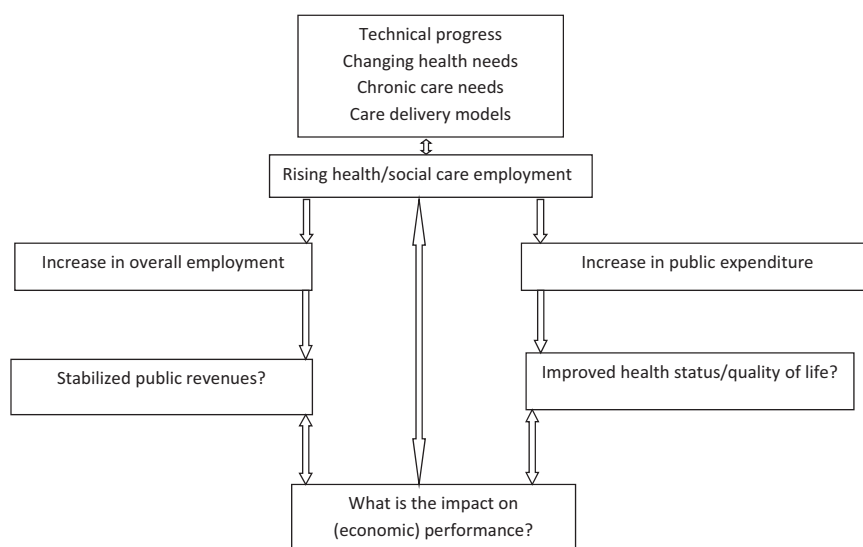 Technical progress
Changing health needs
Chronic care needs
Care delivery models
Rising health/social care employment
Increase in overall employment
Increase in public expenditure
Stabilized public revenues?
Improved health status/quality of life?
What is the impact on
(economic) performance?